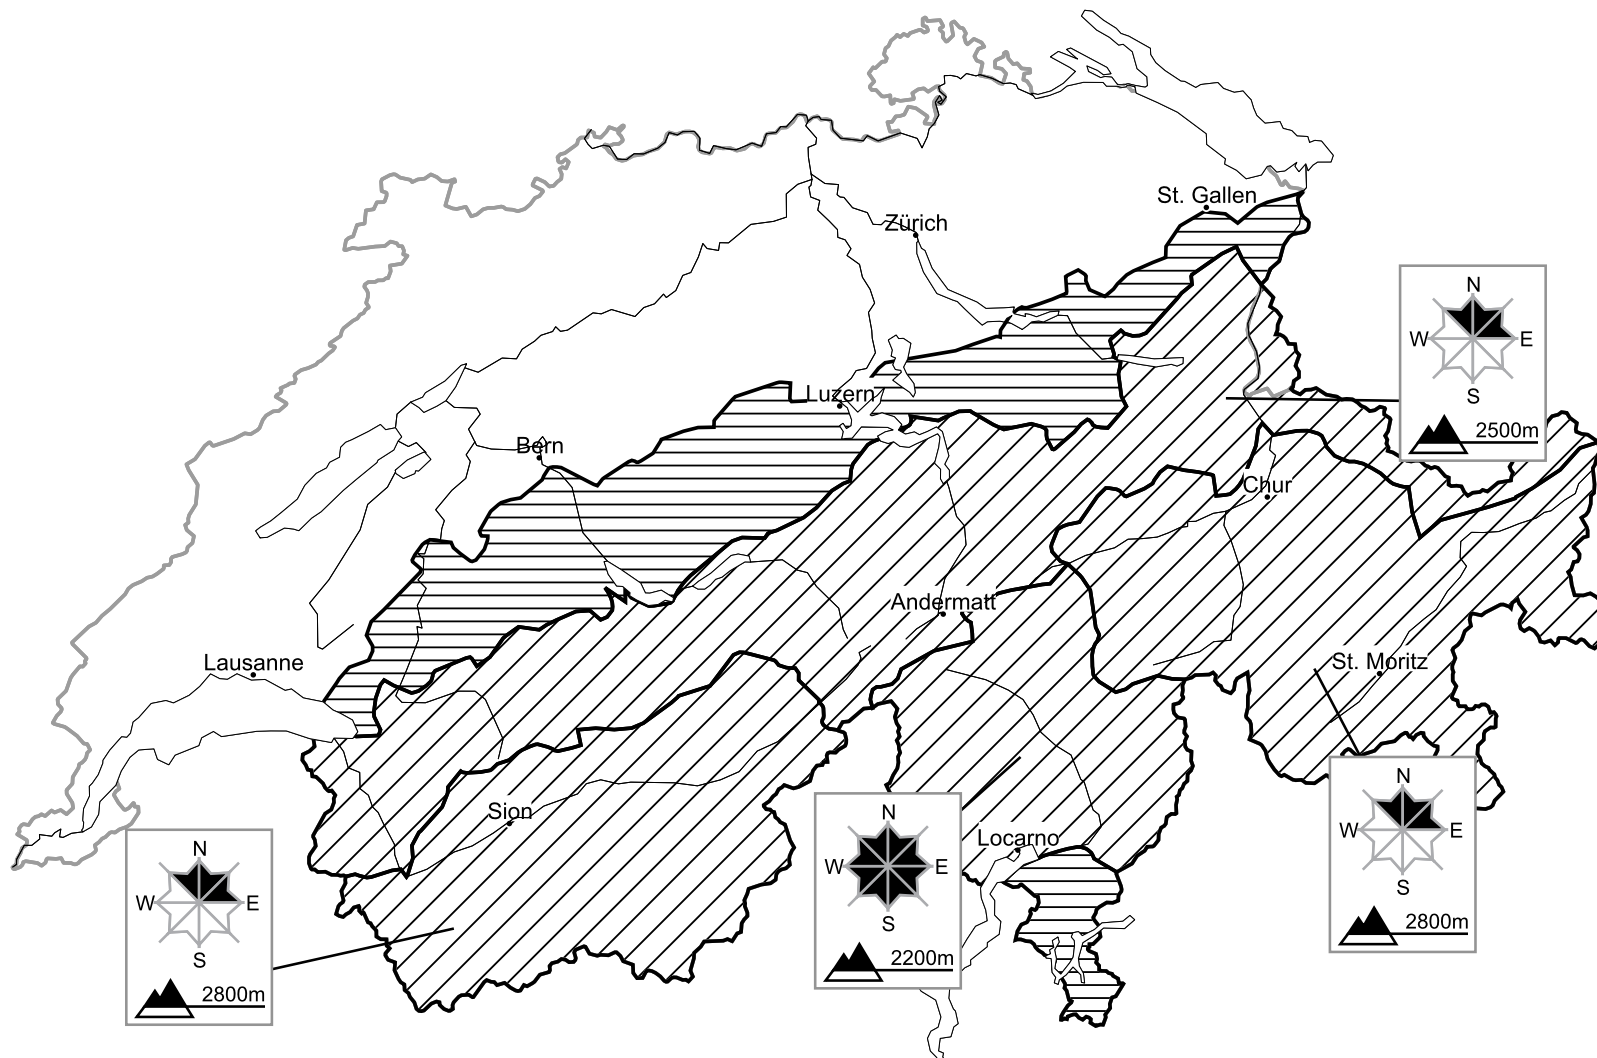 St. Gallen
Zürich
N
W E
S
2500m
Luzern
Bern
Chur
Andermatt
Lausanne
St. Moritz
N
W E
S
2800m
Sion
Locarno
N
W E
S
2200m
N
W E
S
2800m